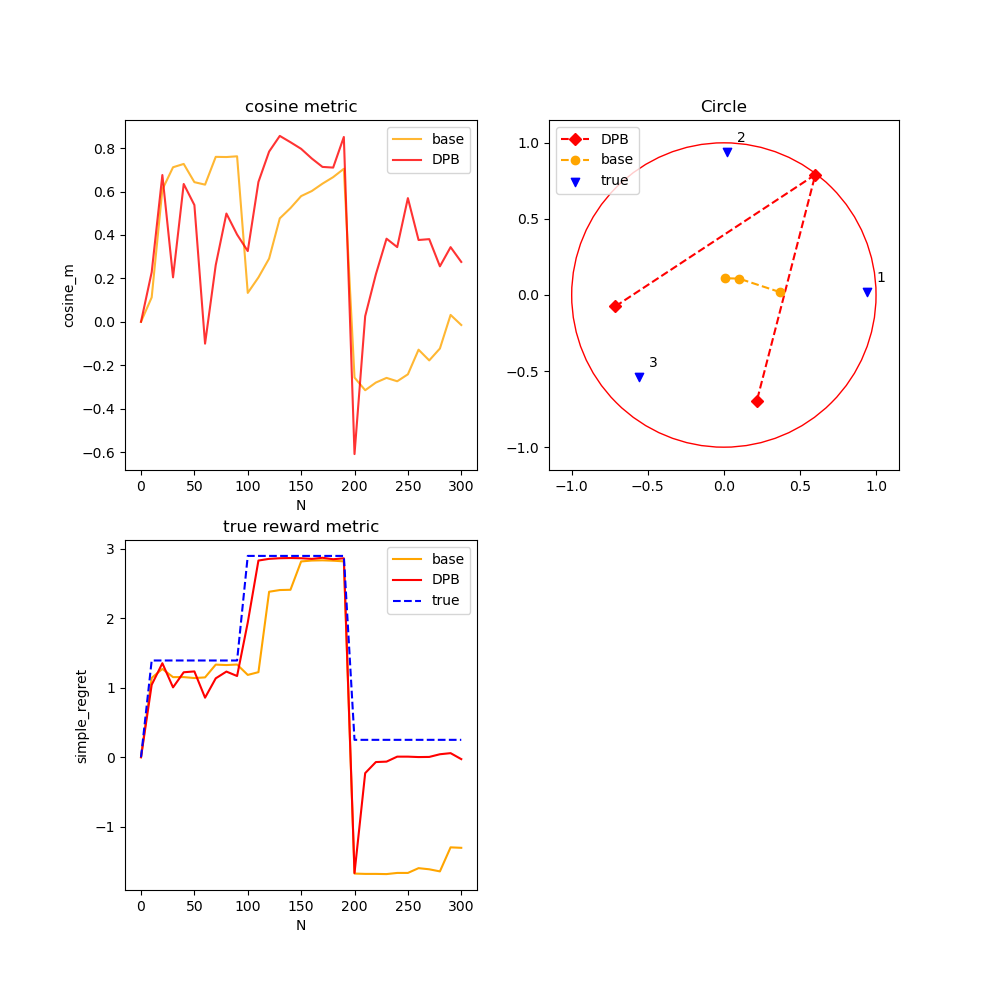 cosine metric
cosine_m
0.8
0.6
0.4
0.2
0.0
−0.2
−0.4
−0.6
base
DPB
0 50 100 150 200 250 300
N
Circle
1.0
0.5
0.0
−0.5
−1.0
DPB
base
true
2
1
3
−1.0 −0.5 0.0 0.5 1.0
true reward metric
simple_regret
3
2
1
0
−1
base
DPB
true
0 50 100 150 200 250 300
N